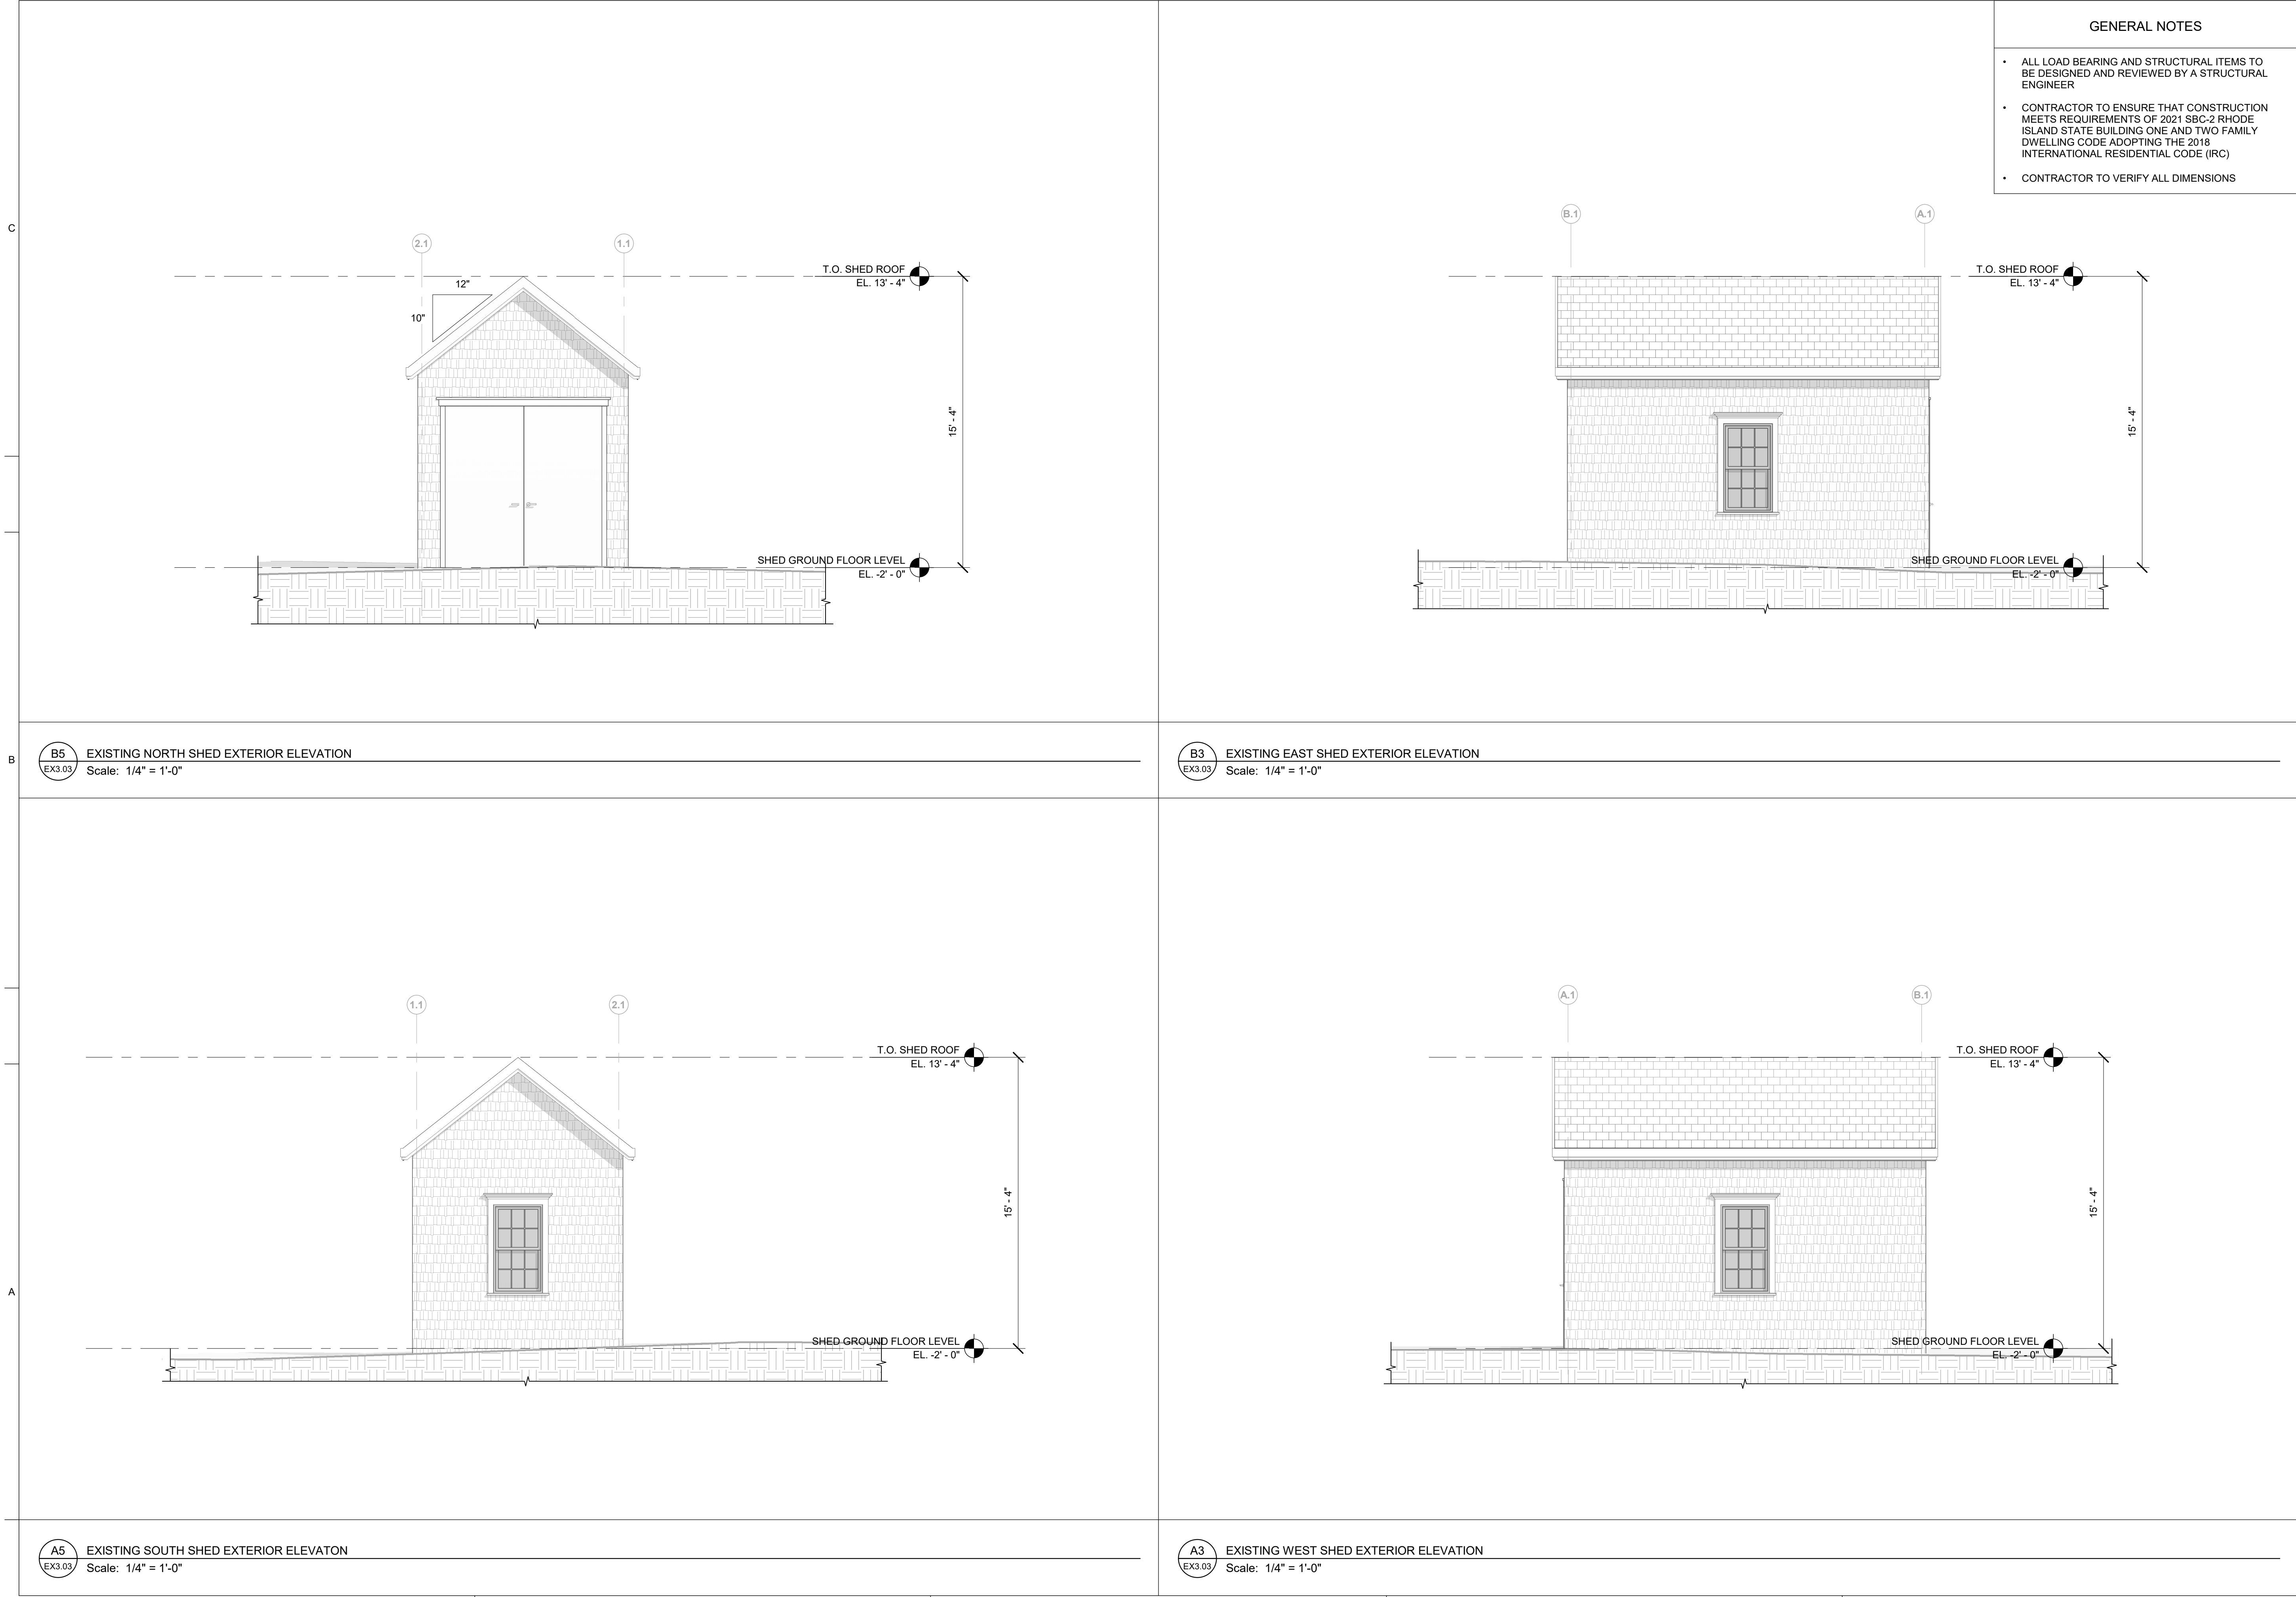 GENERAL NOTES
• ALL LOAD BEARING AND STRUCTURAL ITEMS TO
BE DESIGNED AND REVIEWED BY A STRUCTURAL
ENGINEER
• CONTRACTOR TO ENSURE THAT CONSTRUCTION
MEETS REQUIREMENTS OF 2021 SBC-2 RHODE
ISLAND STATE BUILDING ONE AND TWO FAMILY
DWELLING CODE ADOPTING THE 2018
INTERNATIONAL RESIDENTIAL CODE (IRC)
• CONTRACTOR TO VERIFY ALL DIMENSIONS
C
2.1
1.1
T.O. SHED ROOF
EL. 13' - 4"
12"
10"
15' - 4"
SHED GROUND FLOOR LEVEL
EL. -2' - 0"
B.1
A.1
T.O. SHED ROOF
EL. 13' - 4"
15' - 4"
SHED GROUND FLOOR LEVEL
EL. -2' - 0"
B
B5
EX3.03
EXISTING NORTH SHED EXTERIOR ELEVATION
Scale: 1/4" = 1'-0"
B3
EX3.03
EXISTING EAST SHED EXTERIOR ELEVATION
Scale: 1/4" = 1'-0"
1.1
2.1
T.O. SHED ROOF
EL. 13' - 4"
15' - 4"
SHED GROUND FLOOR LEVEL
EL. -2' - 0"
A.1
B.1
T.O. SHED ROOF
EL. 13' - 4"
15' - 4"
SHED GROUND FLOOR LEVEL
EL. -2' - 0"
A
A5
EX3.03
EXISTING SOUTH SHED EXTERIOR ELEVATON
Scale: 1/4" = 1'-0"
A3
EX3.03
EXISTING WEST SHED EXTERIOR ELEVATION
Scale: 1/4" = 1'-0"